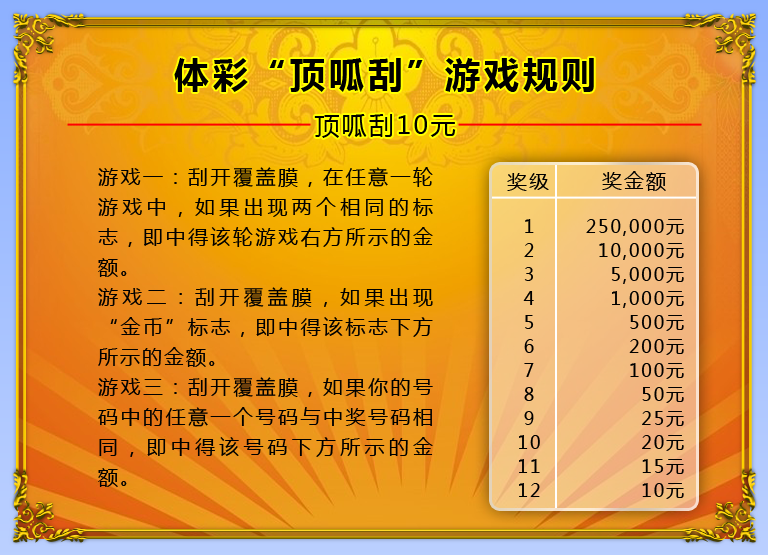 体彩“顶呱刮”游戏规则
顶呱刮10元
游戏一：刮开覆盖膜，在任意一轮
游戏中，如果出现两个相同的标
志，即中得该轮游戏右方所示的金
额。
游戏二：刮开覆盖膜，如果出现
“金币”标志，即中得该标志下方
所示的金额。
游戏三：刮开覆盖膜，如果你的号
码中的任意一个号码与中奖号码相
同，即中得该号码下方所示的金
额。
奖级 奖金额
1 250,000元
2 10,000元
3 5,000元
4 1,000元
5 500元
6 200元
7 100元
8 50元
9 25元
10 20元
11 15元
12 10元